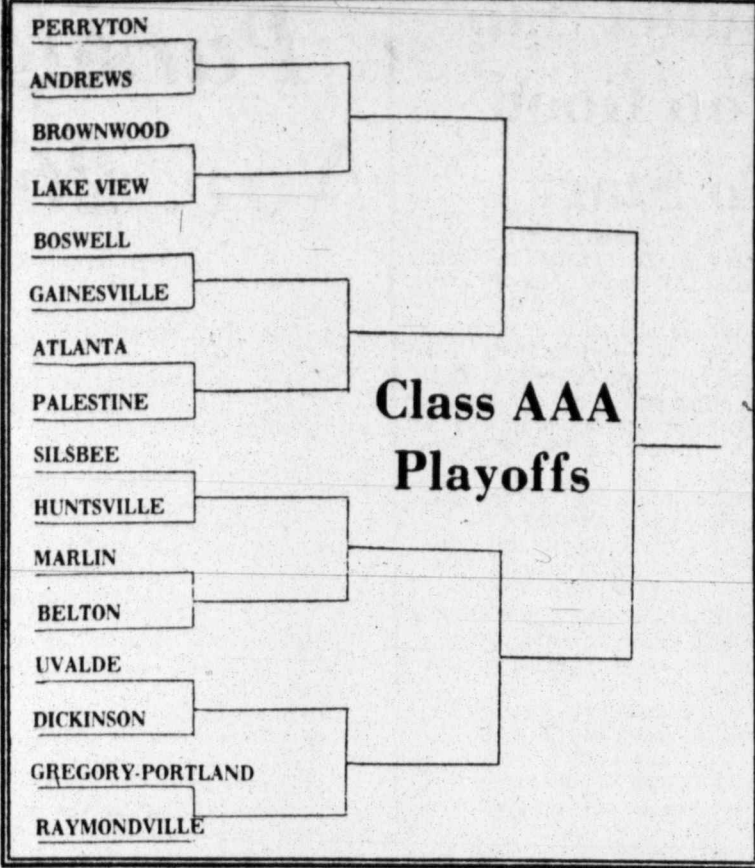 PERRYTON
ANDREWS
BROWNWOOD
LAKE VIEW
BOSWELL
GAINESVILLE
ATLANTA
PALESTINE
Class AAA
Playoffs
SILSBEE
HUNTSVILLE
MARLIN
BELTON
UVALDE
DICKINSON
GREGORY-PORTLAND
RAYMONDVILLE